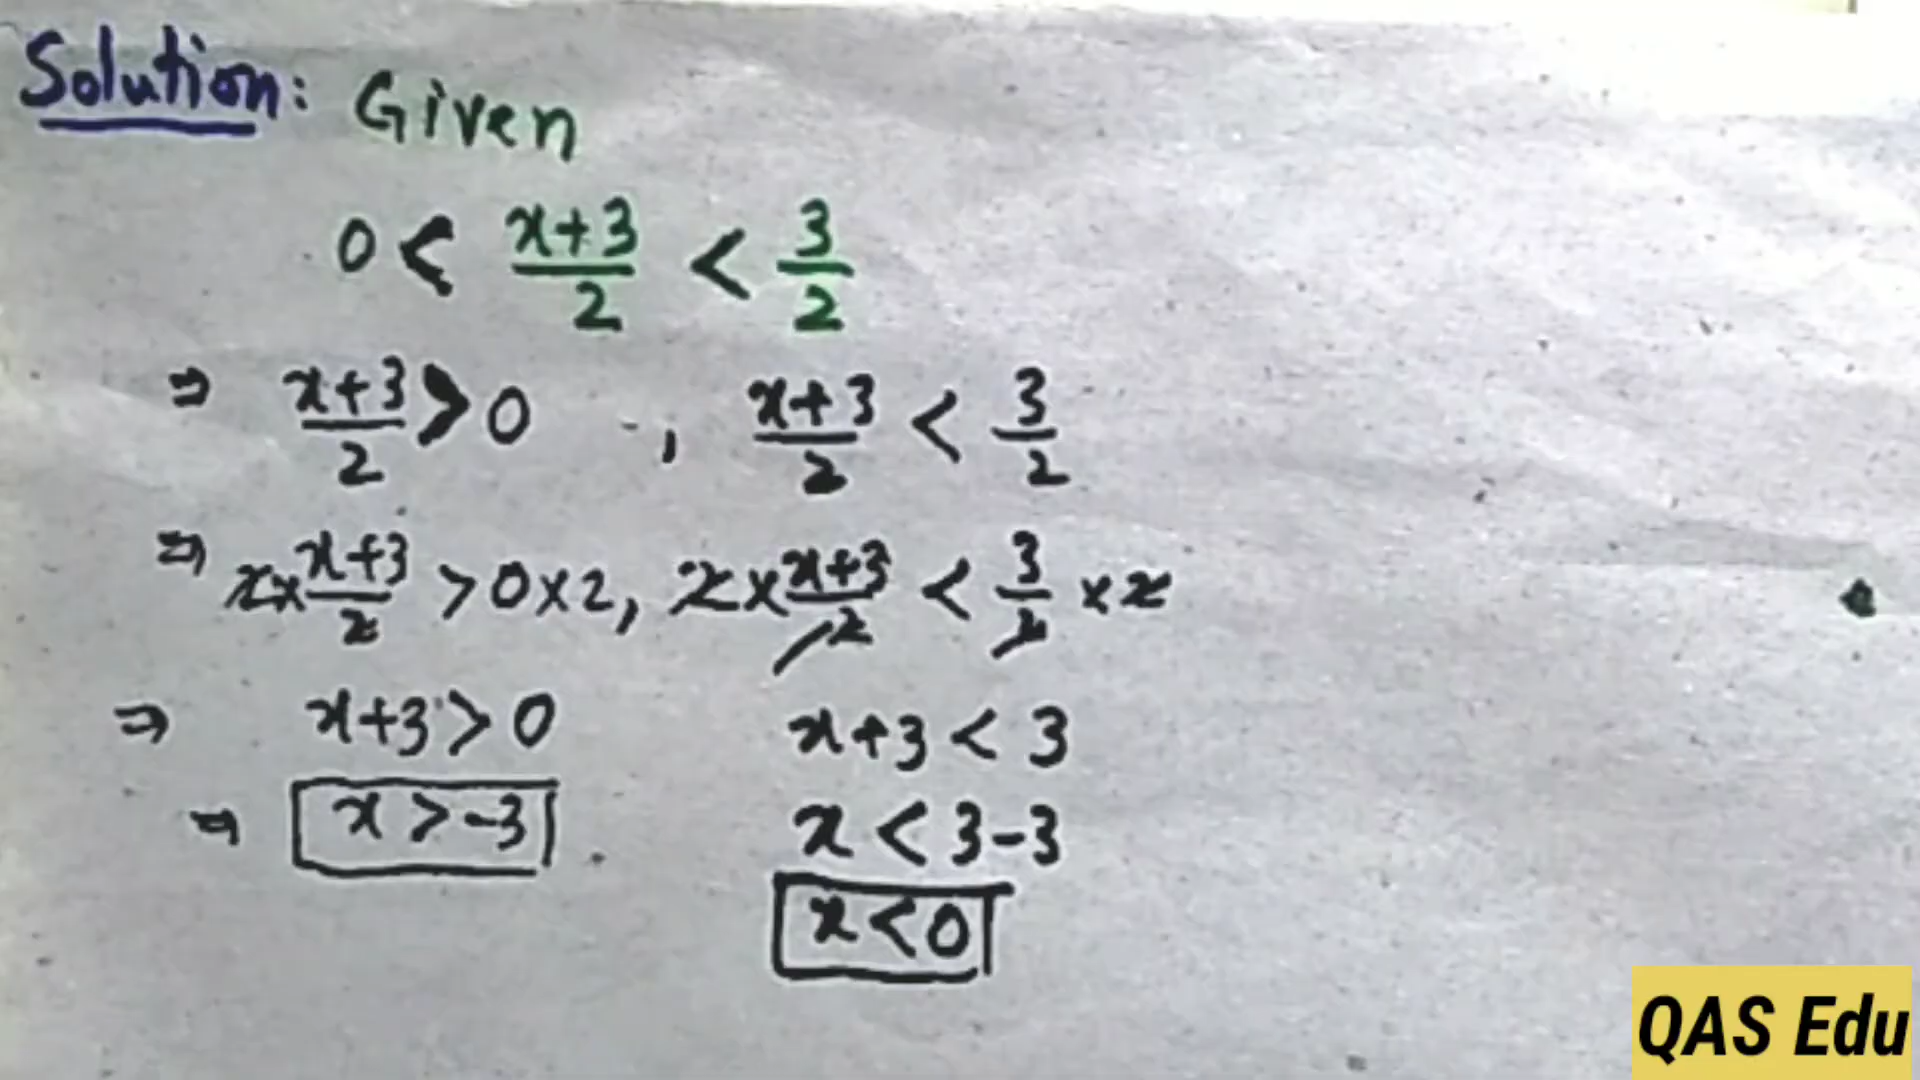 Solution: Given
0 < x+3/2 < 3/2
⇒ x+3/2 > 0 , x+3/2 < 3/2
⇒ 2×x+3/2 > 0×2, 2×x+3/2 < 3/2×2
⇒ x+3 > 0 x+3 < 3
⇒ x > -3 x < 3-3
x < 0
QAS Edu